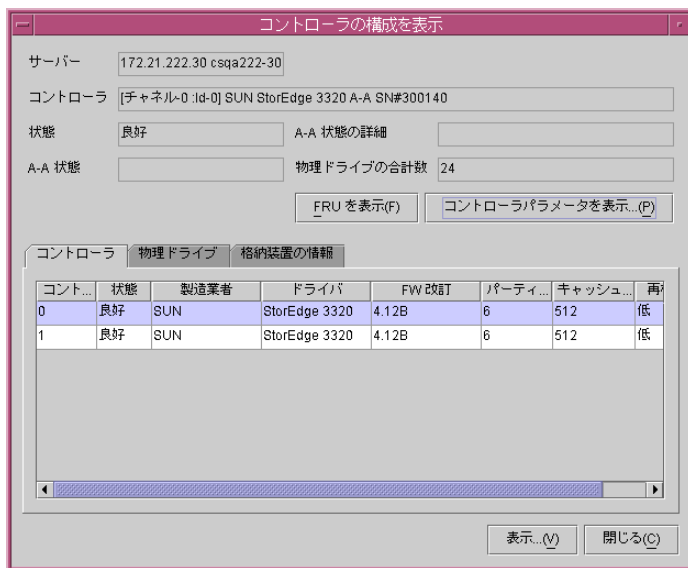 コントローラの構成を表示
サーバー 172.21.222.30 csqa222-30
コントローラ [チャネル-0 :Id-0] SUN StorEdge 3320 A-A SN#300140
状態 良好 A-A 状態の詳細
A-A 状態 物理ドライブの合計数 24
FRU を表示(F) コントローラパラメータを表示...(P)
コントローラ 物理ドライブ 格納装置の情報
コント... 状態 製造業者 ドライバ FW 改訂 パーティ... キャッシュ...
0 良好 SUN StorEdge 3320 4.12B 6 512 低
1 良好 SUN StorEdge 3320 4.12B 6 512 低
表示...(V) 閉じる(C)